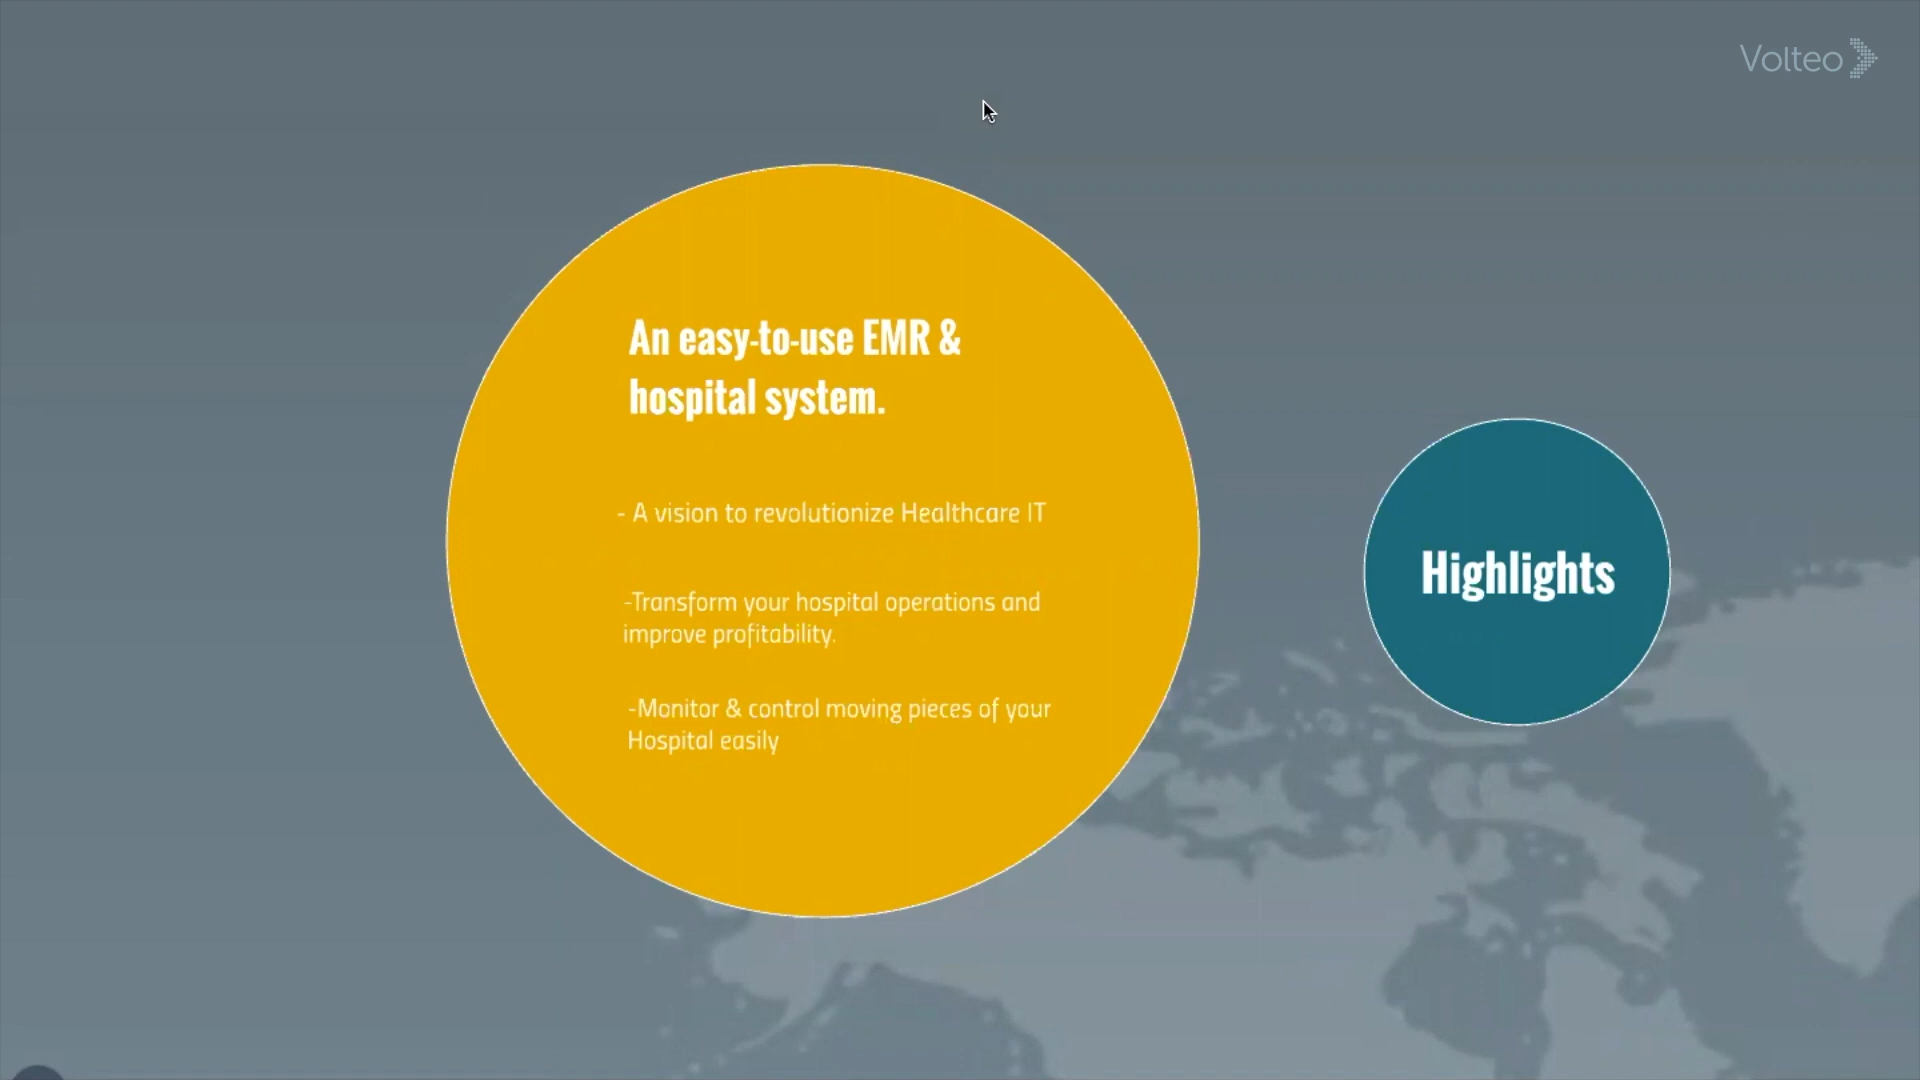 Volteo
An easy-to-use EMR &
hospital system.
- A vision to revolutionize Healthcare IT
-Transform your hospital operations and
improve profitability.
-Monitor & control moving pieces of your
Hospital easily
Highlights